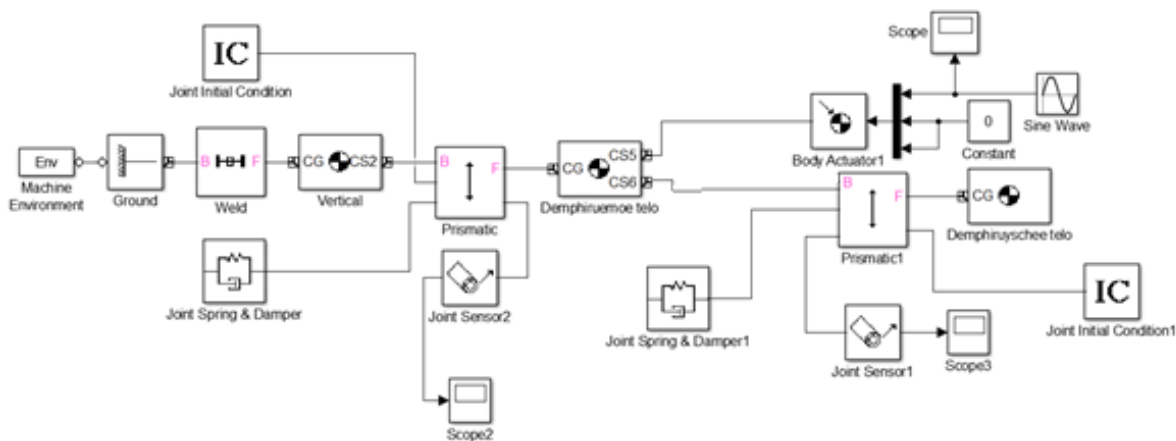 Scope
IC
Joint Initial Condition
Sine Wave
0
Constant
Body Actuator1
Env
Machine
Environment
Ground
B F
Weld
CG CS2
Vertical
B F
Prismatic
CG CS5
CS6
Demphiruemoe telo
B F
Prismatic1
CG
Demphiruyschee telo
Joint Spring & Damper
Joint Sensor2
Scope2
Joint Spring & Damper1
Joint Sensor1
Scope3
IC
Joint Initial Condition1